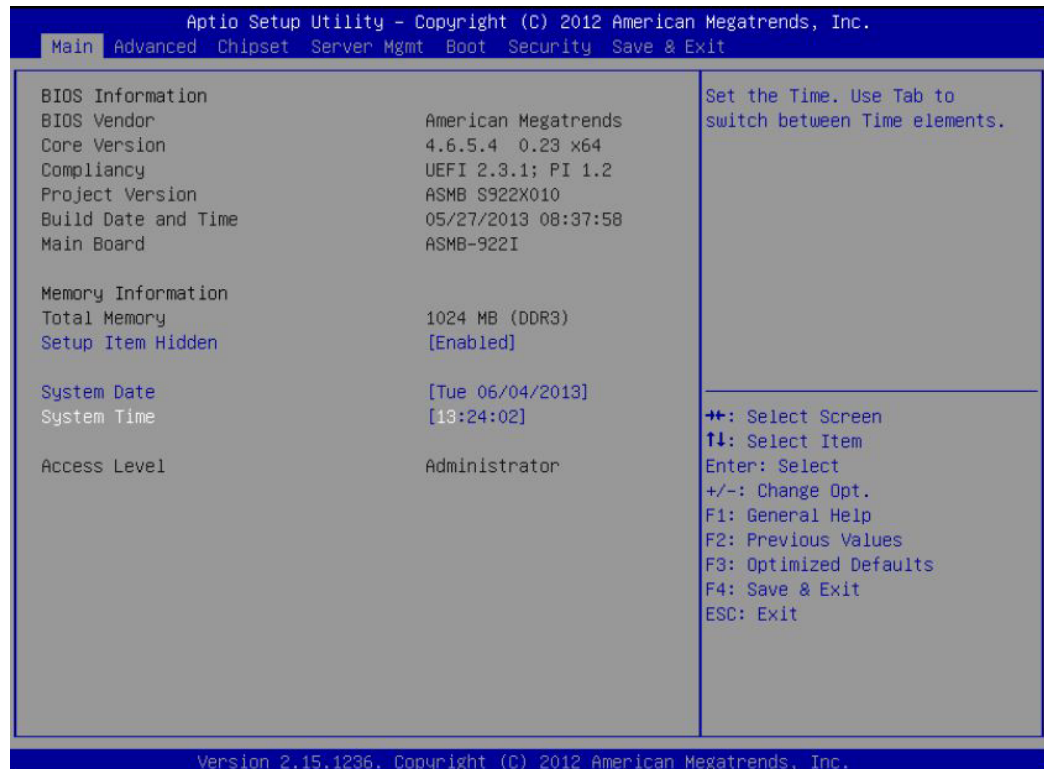 Aptio Setup Utility – Copyright (C) 2012 American Megatrends, Inc.
Main Advanced Chipset Server Mgmt Boot Security Save & Exit
BIOS Information
BIOS Vendor American Megatrends
Core Version 4.6.5.4 0.23 x64
Compliancy UEFI 2.3.1; PI 1.2
Project Version ASMB S922X010
Build Date and Time 05/27/2013 08:37:58
Main Board ASMB-922I
Memory Information
Total Memory 1024 MB (DDR3)
Setup Item Hidden [Enabled]
System Date [Tue 06/04/2013]
System Time [13:24:02]
Access Level Administrator
Set the Time. Use Tab to
switch between Time elements.
→←: Select Screen
↑↓: Select Item
Enter: Select
+/-: Change Opt.
F1: General Help
F2: Previous Values
F3: Optimized Defaults
F4: Save & Exit
ESC: Exit
Version 2.15.1236. Copyright (C) 2012 American Megatrends, Inc.